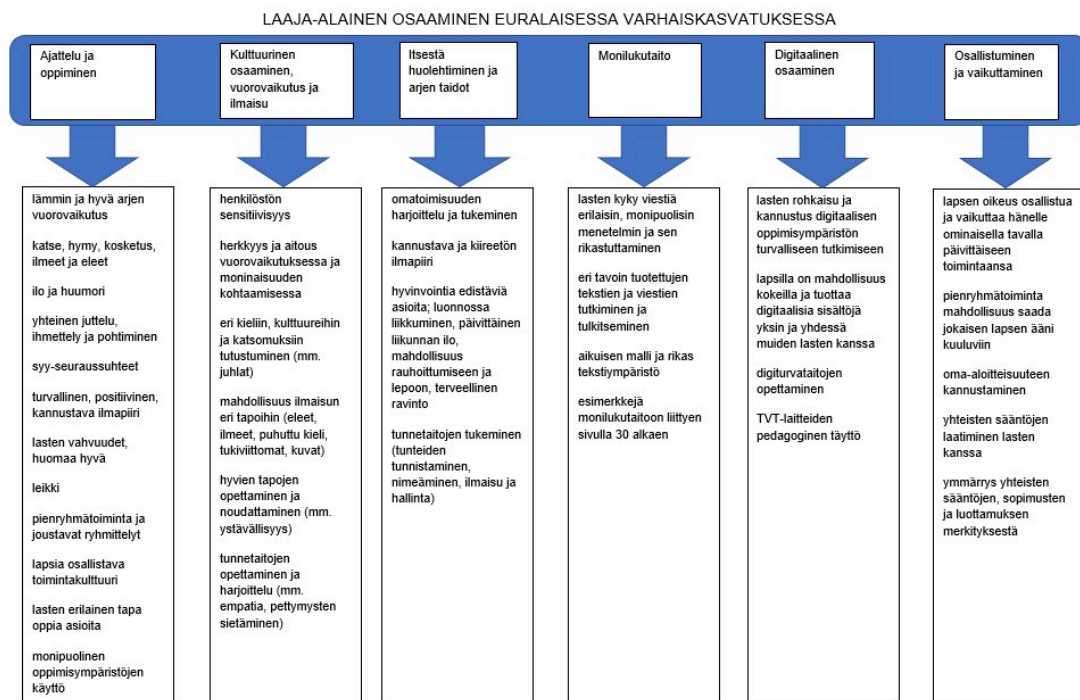 LAAJA-ALAINEN OSAAMINEN EURALAISESSA VARHAISKASVATUKSESSA
Ajattelu ja
oppiminen
Kulttuurinen
osaaminen,
vuorovaikutus ja
ilmaisu
Itsestä
huolehtiminen ja
arjen taidot
Monilukutaito
Digitaalinen
osaaminen
Osallistuminen
ja vaikuttaminen
lämmin ja hyvä arjen
vuorovaikutus
katse, hymy, kosketus,
ilmeet ja eleet
ilo ja huumori
yhteinen juttelu,
ihmettely ja pohtiminen
syy-seuraussuhteet
turvallinen, positiivinen,
kannustava ilmapiiri
lasten vahvuudet,
huomaa hyvä
leikki
pienryhmätoiminta ja
joustavat ryhmittelyt
lapsia osallistava
toimintakulttuuri
lasten erilainen tapa
oppia asioita
monipuolinen
oppimisympäristöjen
käyttö
henkilöstön
sensitiivisyys
herkkyys ja aitous
vuorovaikutuksessa ja
moninaisuuden
kohtaamisessa
eri kieliin, kulttuureihin
ja katsomuksiin
tutustuminen (mm.
juhlat)
mahdollisuus ilmaisun
eri tapoihin (eleet,
ilmeet, puhuttu kieli,
tukiviittomat, kuvat)
hyvien tapojen
opettaminen ja
noudattaminen (mm.
ystävällisyys)
tunnetaitojen
opettaminen ja
harjoittelu (mm.
empatia, pettymysten
sietäminen)
omatoimisuuden
harjoittelu ja tukeminen
kannustava ja kiireetön
ilmapiiri
hyvinvointia edistäviä
asioita; luonnossa
liikkuminen, päivittäinen
liikunnan ilo,
mahdollisuus
rauhoittumiseen ja
lepoon, terveellinen
ravinto
tunnetaitojen tukeminen
(tunteiden
tunnistaminen,
nimeäminen, ilmaisu ja
hallinta)
lasten kyky viestiä
erilaisin, monipuolisin
menetelmin ja sen
rikastuttaminen
eri tavoin tuotettujen
tekstien ja viestien
tutkiminen ja
tulkitseminen
aikuisen malli ja rikas
tekstiympäristö
esimerkkejä
monilukutaitoon liittyen
sivulla 30 alkaen
lasten rohkaisu ja
kannustus digitaalisen
oppimisympäristön
turvalliseen tutkimiseen
lapsilla on mahdollisuus
kokeilla ja tuottaa
digitaalisia sisältöjä
yksin ja yhdessä
muiden lasten kanssa
digiturvataitojen
opettaminen
TVT-laitteiden
pedagoginen täyttö
lapsen oikeus osallistua
ja vaikuttaa hänelle
ominaisella tavalla
päivittäiseen
toimintaansa
pienryhmätoiminta
mahdollisuus saada
jokaisen lapsen ääni
kuuluviin
oma-aloitteisuuteen
kannustaminen
yhteisten sääntöjen
laatiminen lasten
kanssa
ymmärrys yhteisten
sääntöjen, sopimusten
ja luottamuksen
merkityksestä